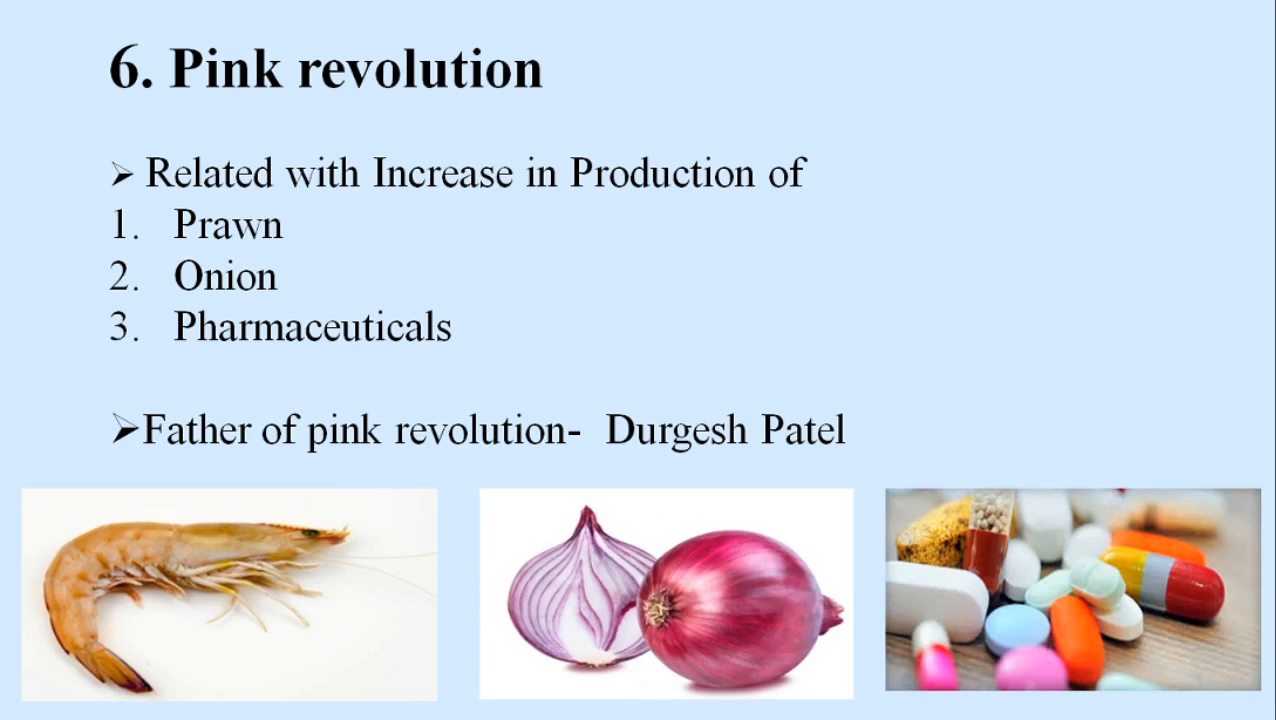 6. Pink revolution
➢ Related with Increase in Production of
1. Prawn
2. Onion
3. Pharmaceuticals
➢Father of pink revolution- Durgesh Patel